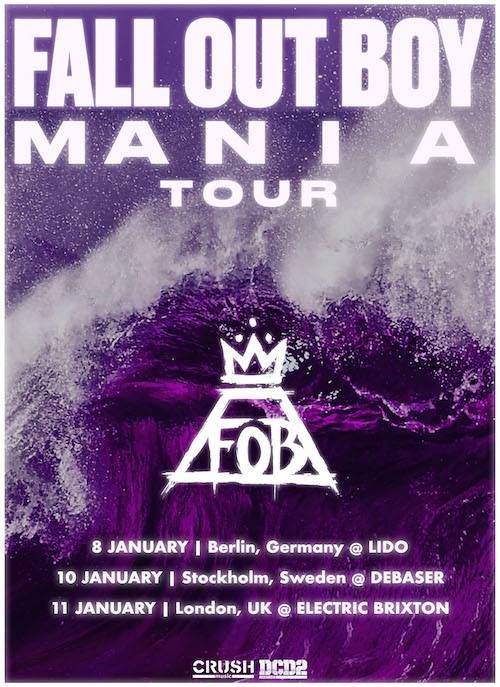 FALL OUT BOY
MANIA
TOUR
FOB
8 JANUARY | Berlin, Germany @ LIDO
10 JANUARY | Stockholm, Sweden @ DEBASER
11 JANUARY | London, UK @ ELECTRIC BRIXTON
CRUSH music DCD2